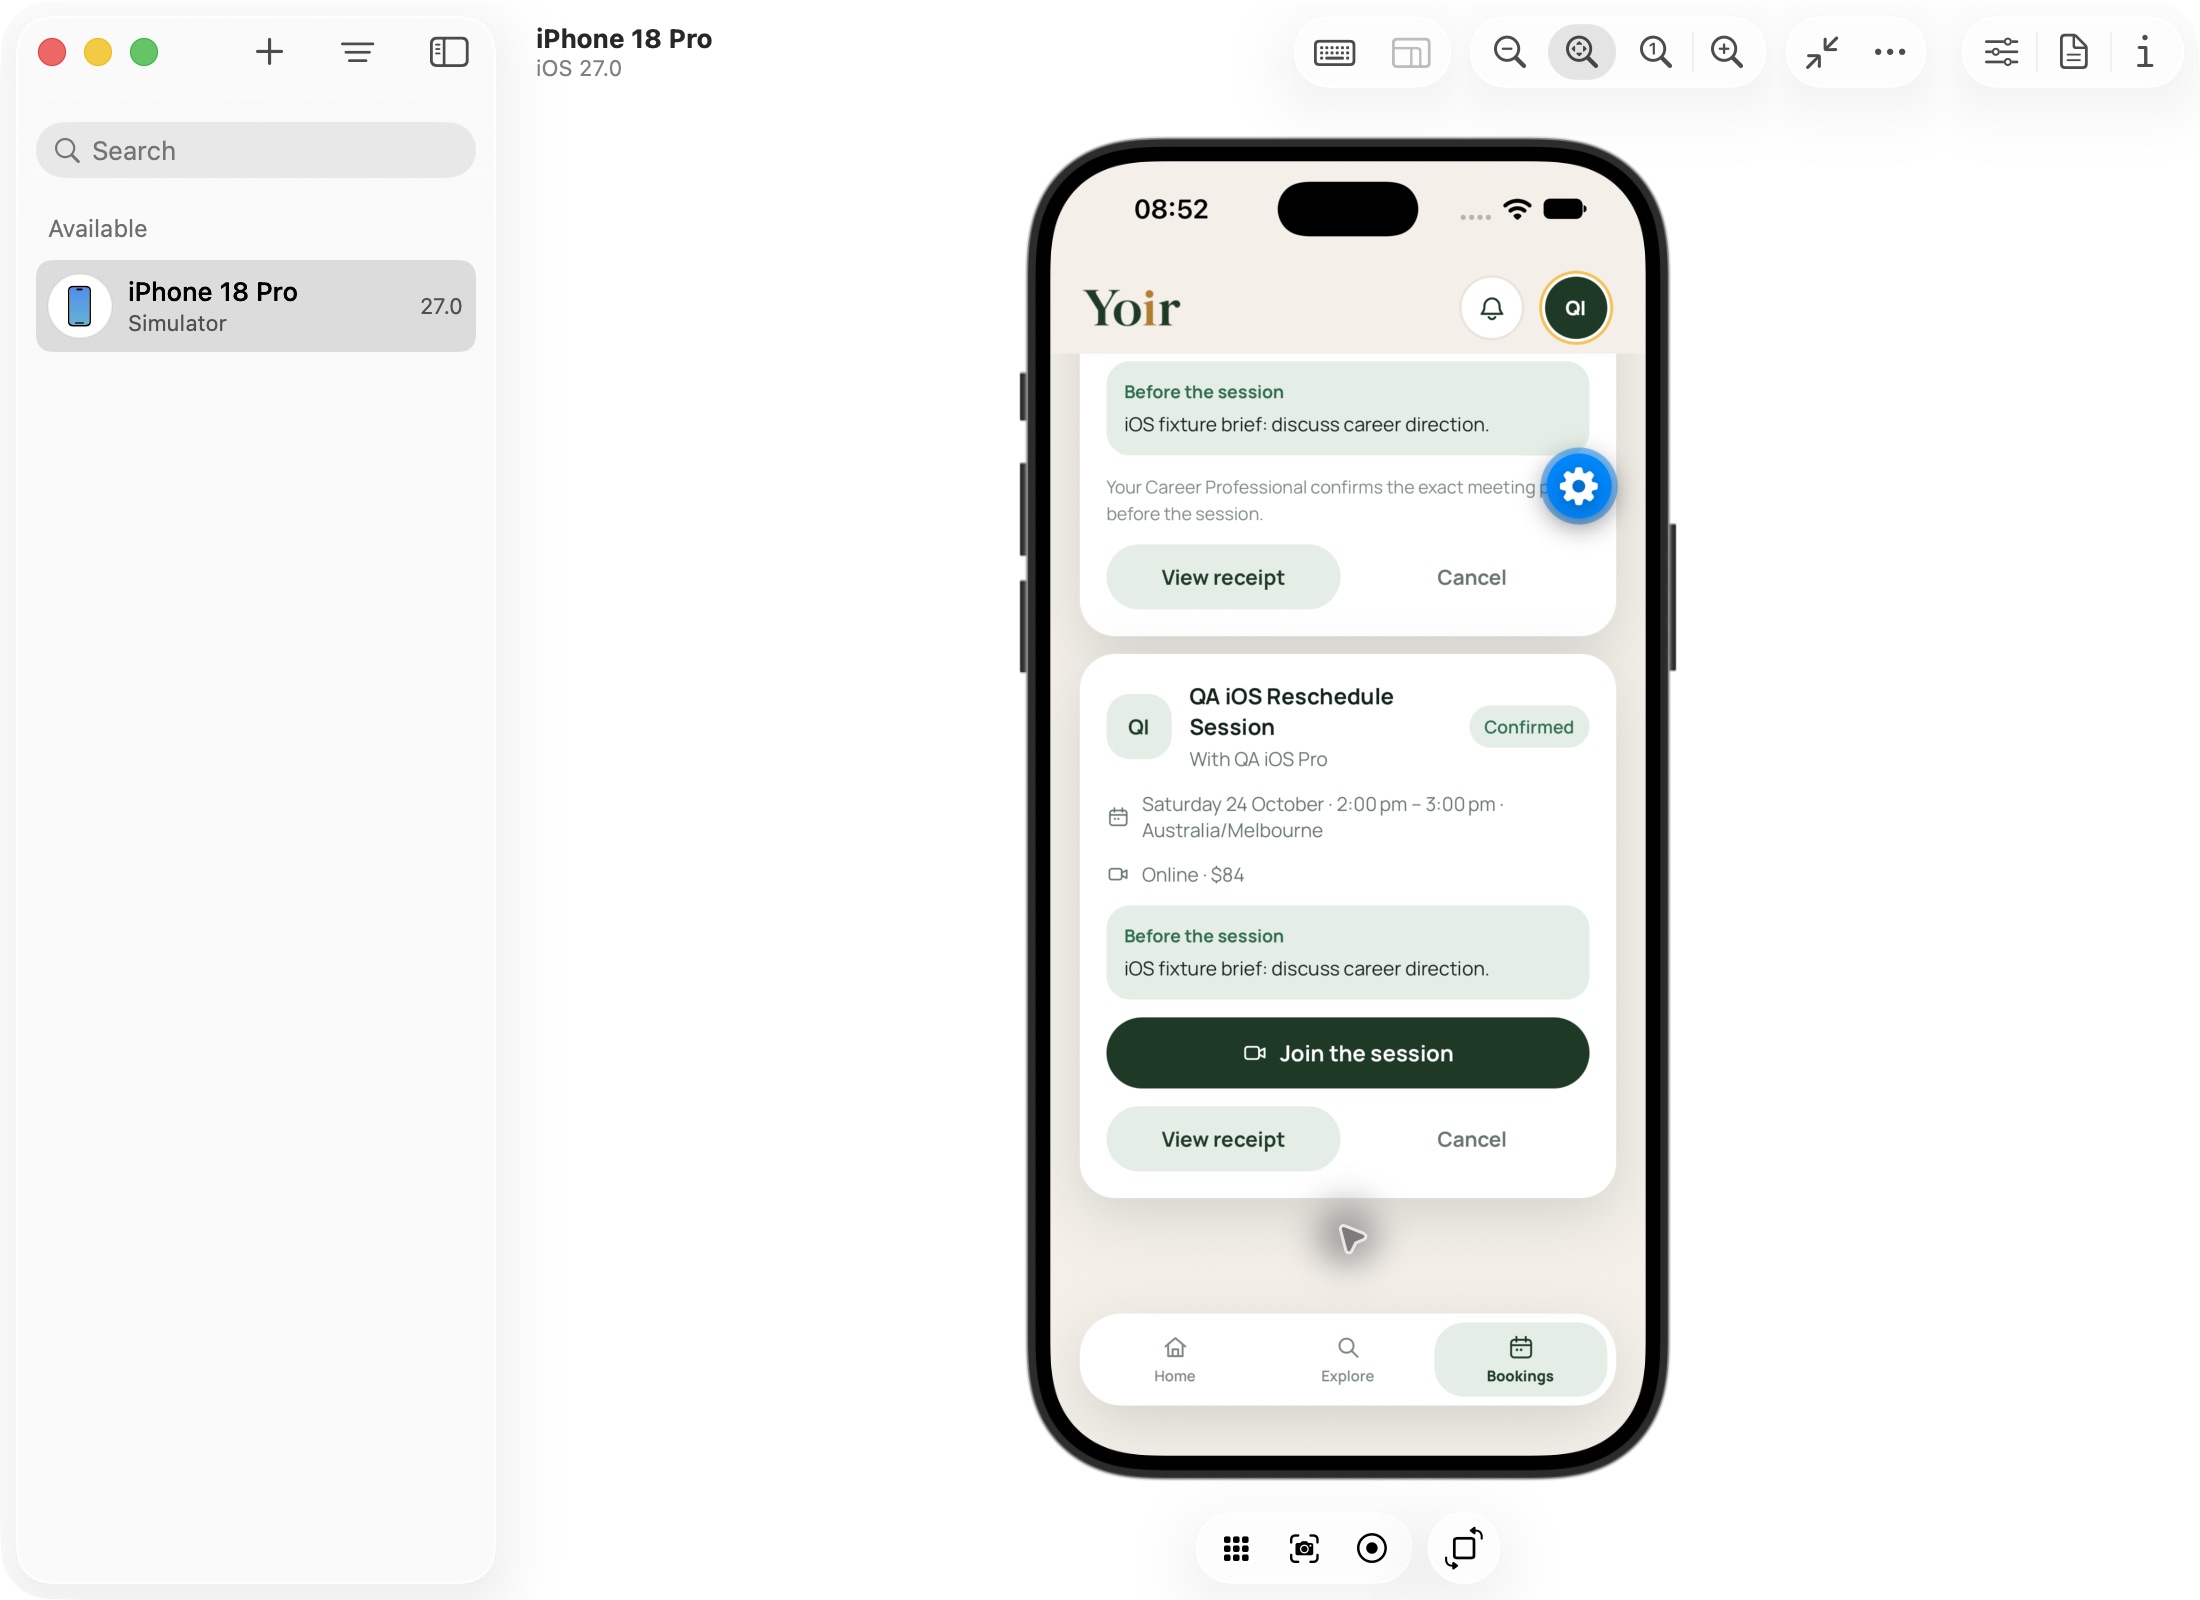 iPhone 18 Pro
iOS 27.0
Search
Available
iPhone 18 Pro
Simulator
27.0
08:52
Yoir
QI
Before the session
iOS fixture brief: discuss career direction.
Your Career Professional confirms the exact meeting
before the session.
View receipt
Cancel
QI
QA iOS Reschedule
Session
With QA iOS Pro
Confirmed
Saturday 24 October · 2:00 pm – 3:00 pm ·
Australia/Melbourne
Online · $84
Before the session
iOS fixture brief: discuss career direction.
Join the session
View receipt
Cancel
Home
Explore
Bookings